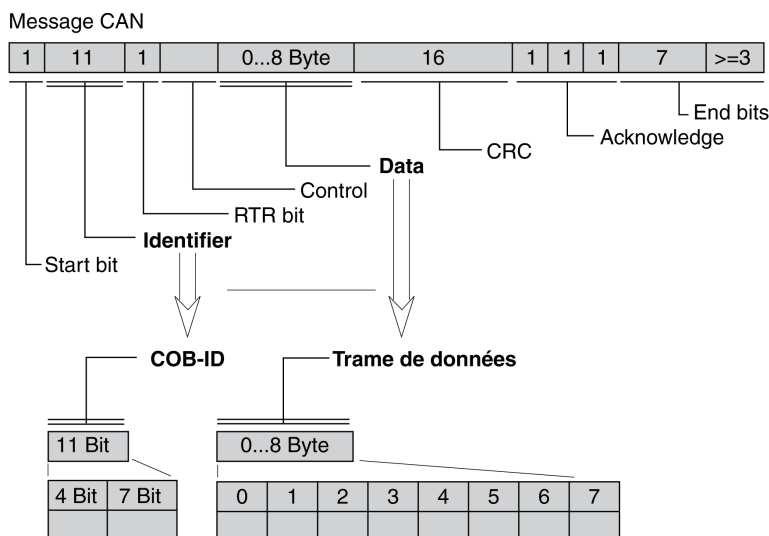 Message CAN
1 11 1 0...8 Byte 16 1 1 1 7 >=3
End bits
Acknowledge
CRC
Data
Control
RTR bit
Identifier
Start bit
COB-ID Trame de données
11 Bit 0...8 Byte
4 Bit 7 Bit 0 1 2 3 4 5 6 7